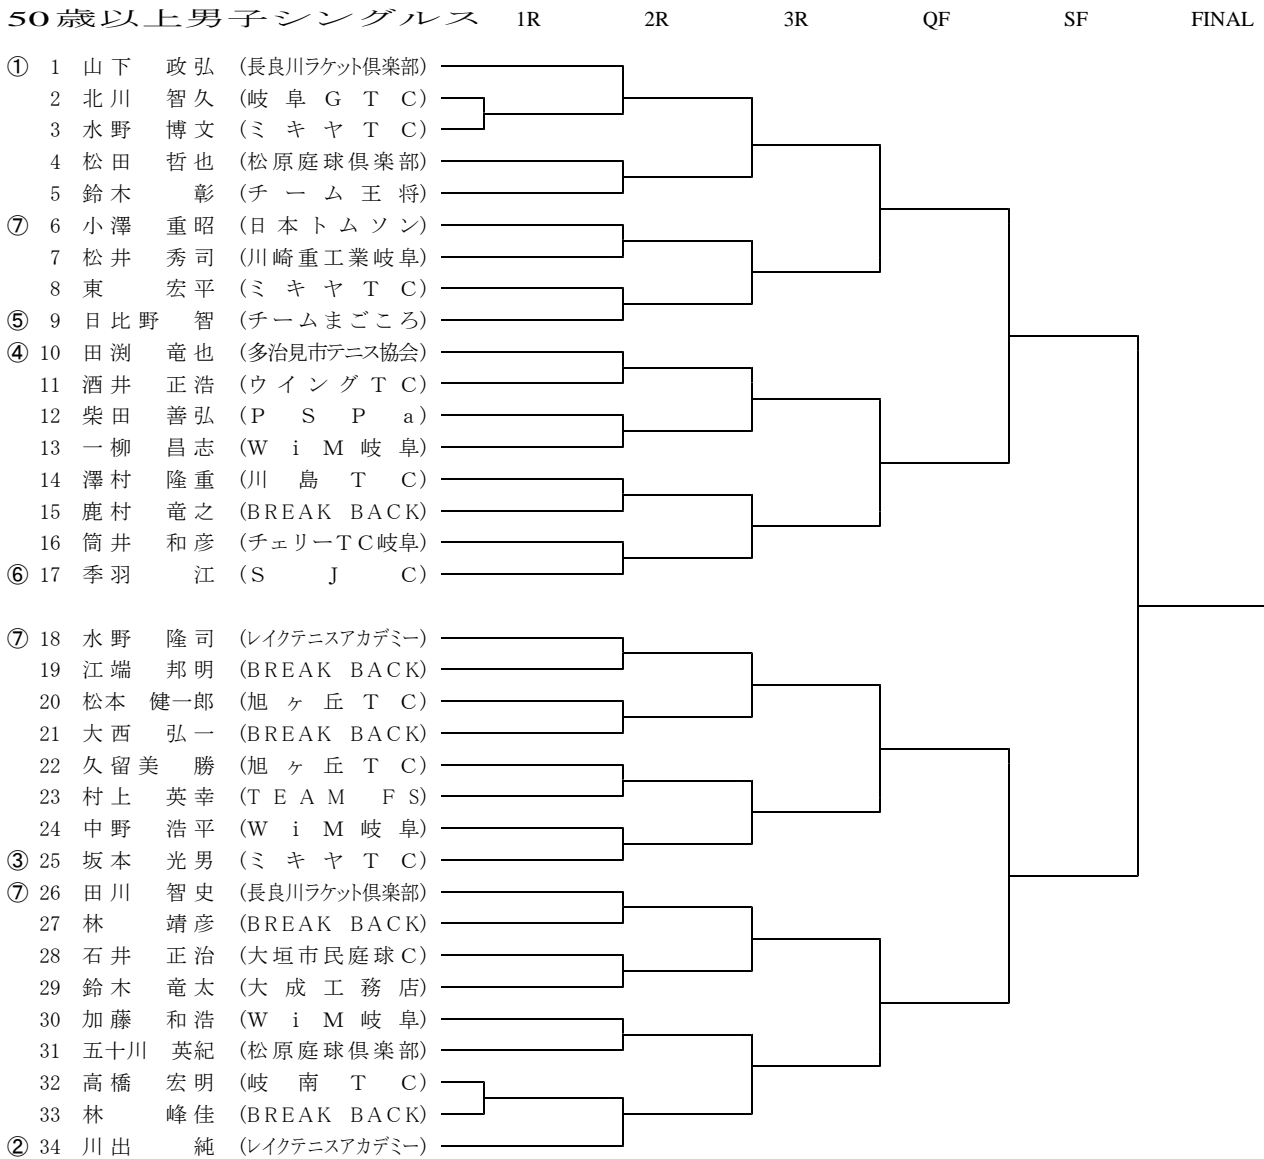 50歳以上男子シングルス 1R 2R 3R QF SF FINAL
① 1 山下 政弘 (長良川ラケット倶楽部)
2 北川 智久 (岐阜GTC)
3 水野 博文 (ミキヤTC)
4 松田 哲也 (松原庭球倶楽部)
5 鈴木 彰 (チーム王将)
⑦ 6 小澤 重昭 (日本トムソン)
7 松井 秀司 (川崎重工業岐阜)
8 東 宏平 (ミキヤTC)
⑤ 9 日比野 智 (チームまごころ)
④ 10 田渕 竜也 (多治見市テニス協会)
11 酒井 正浩 (ウイングTC)
12 柴田 善弘 (PSPa)
13 一柳 昌志 (WiM岐阜)
14 澤村 隆重 (川島TC)
15 鹿村 竜之 (BREAK BACK)
16 筒井 和彦 (チェリーTC岐阜)
⑥ 17 季羽 江 (SJC)
⑦ 18 水野 隆司 (レイクテニスアカデミー)
19 江端 邦明 (BREAK BACK)
20 松本 健一郎 (旭ヶ丘TC)
21 大西 弘一 (BREAK BACK)
22 久留美 勝 (旭ヶ丘TC)
23 村上 英幸 (TEAM FS)
24 中野 浩平 (WiM岐阜)
③ 25 坂本 光男 (ミキヤTC)
⑦ 26 田川 智史 (長良川ラケット倶楽部)
27 林 靖彦 (BREAK BACK)
28 石井 正治 (大垣市民庭球C)
29 鈴木 竜太 (大成工務店)
30 加藤 和浩 (WiM岐阜)
31 五十川 英紀 (松原庭球倶楽部)
32 高橋 宏明 (岐南TC)
33 林 峰佳 (BREAK BACK)
② 34 川出 純 (レイクテニスアカデミー)